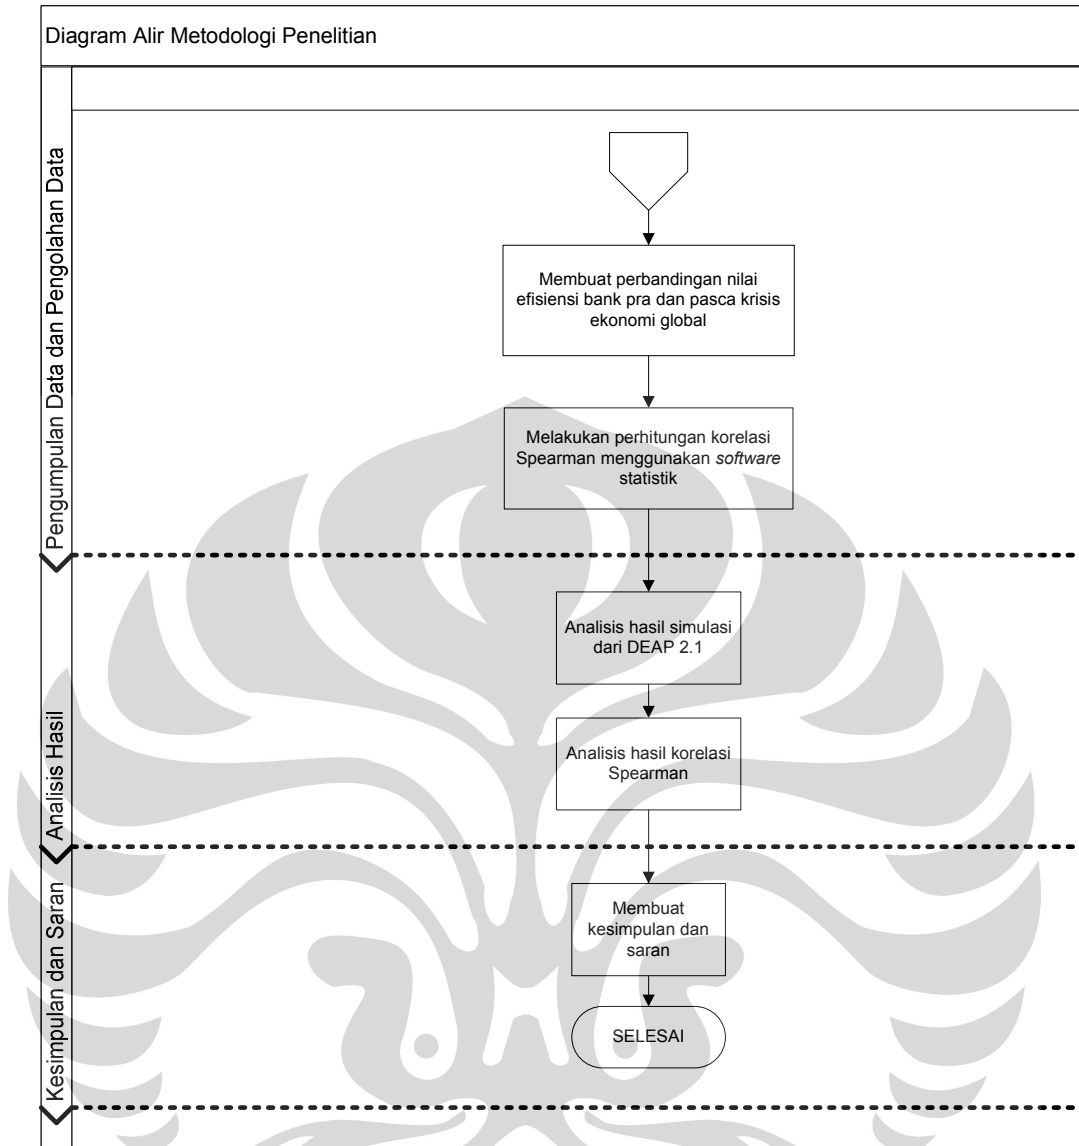 Diagram Alir Metodologi Penelitian
Pengumpulan Data dan Pengolahan Data
Membuat perbandingan nilai
efisiensi bank pra dan pasca krisis
ekonomi global
Melakukan perhitungan korelasi
Spearman menggunakan software
statistik
Analisis Hasil
Analisis hasil simulasi
dari DEAP 2.1
Analisis hasil korelasi
Spearman
Kesimpulan dan Saran
Membuat
kesimpulan dan
saran
SELESAI